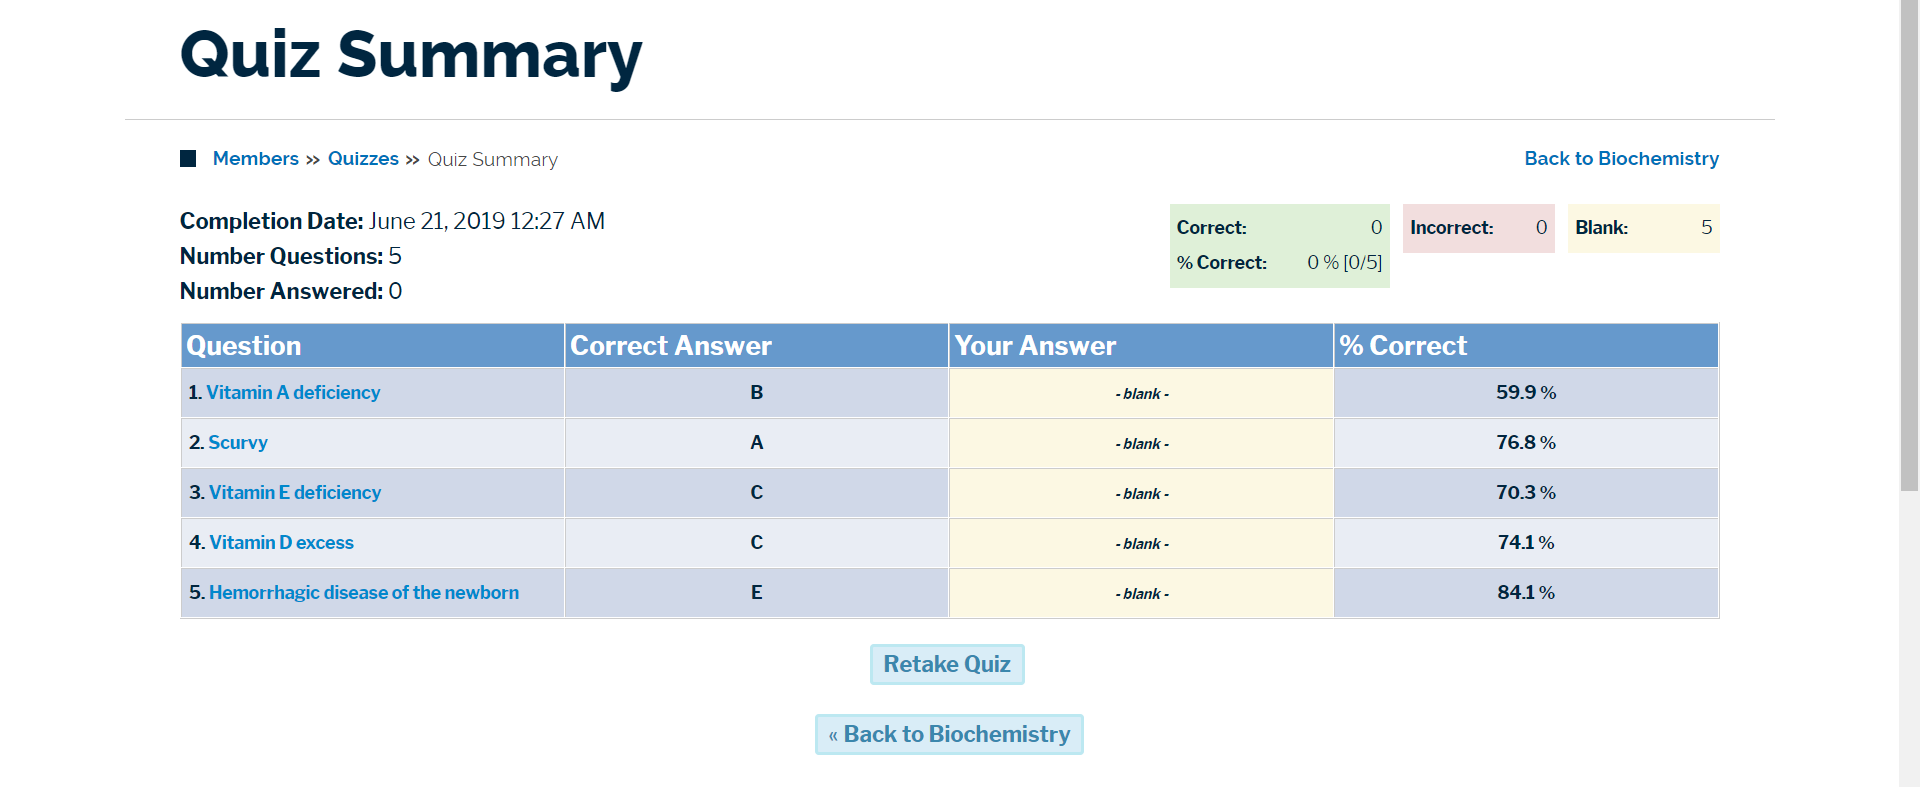 Quiz Summary
Members » Quizzes » Quiz Summary
Back to Biochemistry
Completion Date: June 21, 2019 12:27 AM
Number Questions: 5
Number Answered: 0
Correct: 0
% Correct: 0 % [0/5]
Incorrect: 0
Blank: 5
Question Correct Answer Your Answer % Correct
1. Vitamin A deficiency B - blank - 59.9 %
2. Scurvy A - blank - 76.8 %
3. Vitamin E deficiency C - blank - 70.3 %
4. Vitamin D excess C - blank - 74.1 %
5. Hemorrhagic disease of the newborn E - blank - 84.1 %
Retake Quiz
« Back to Biochemistry